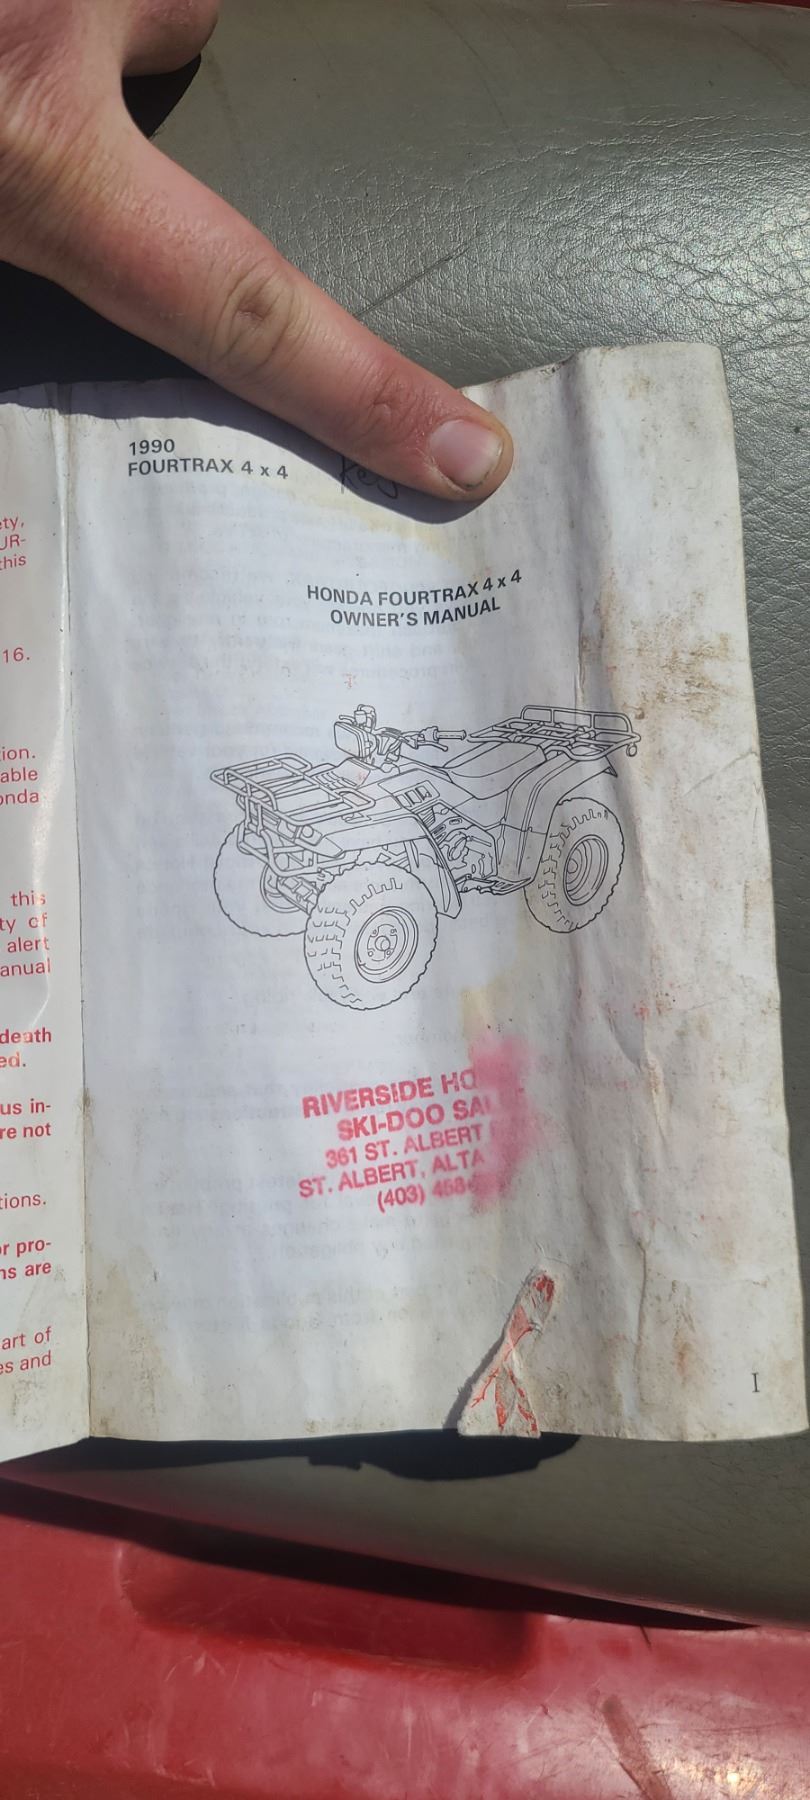 ety,
UR-
this
16.
ion.
able
onda
this
ty of
alert
anual
death
ed.
us in-
re not
tions.
or pro-
ns are
art of
es and
1990
FOURTRAX 4 x 4
HONDA FOURTRAX 4 x 4
OWNER'S MANUAL
RIVERSIDE HO
SKI-DOO SA
361 ST. ALBERT
ST. ALBERT, ALTA
(403) 458-
I